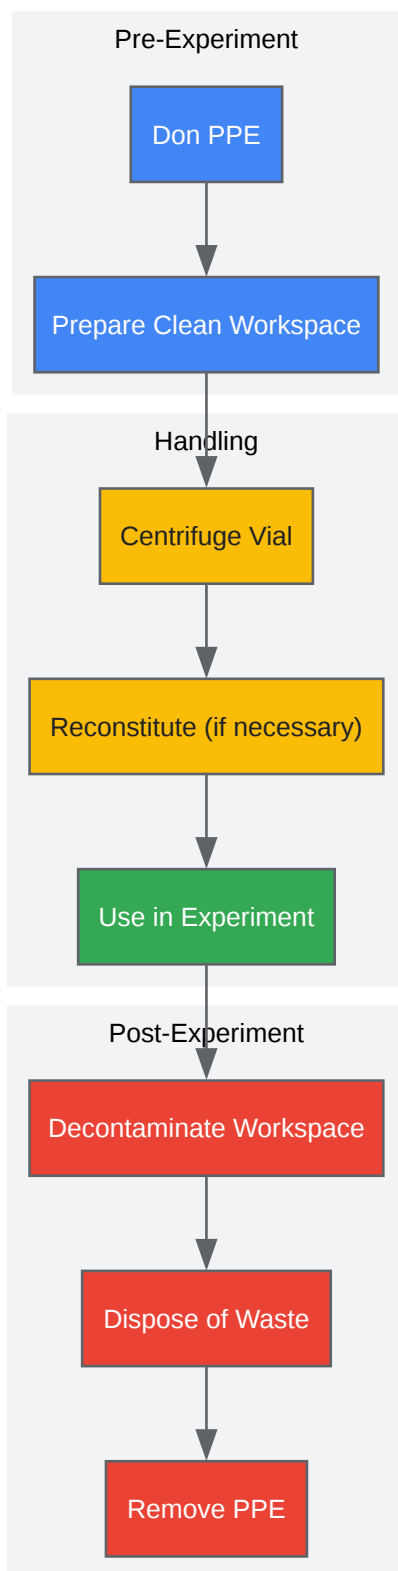 Pre-Experiment
Don PPE
Prepare Clean Workspace
Handling
Centrifuge Vial
Reconstitute (if necessary)
Use in Experiment
Post-Experiment
Decontaminate Workspace
Dispose of Waste
Remove PPE